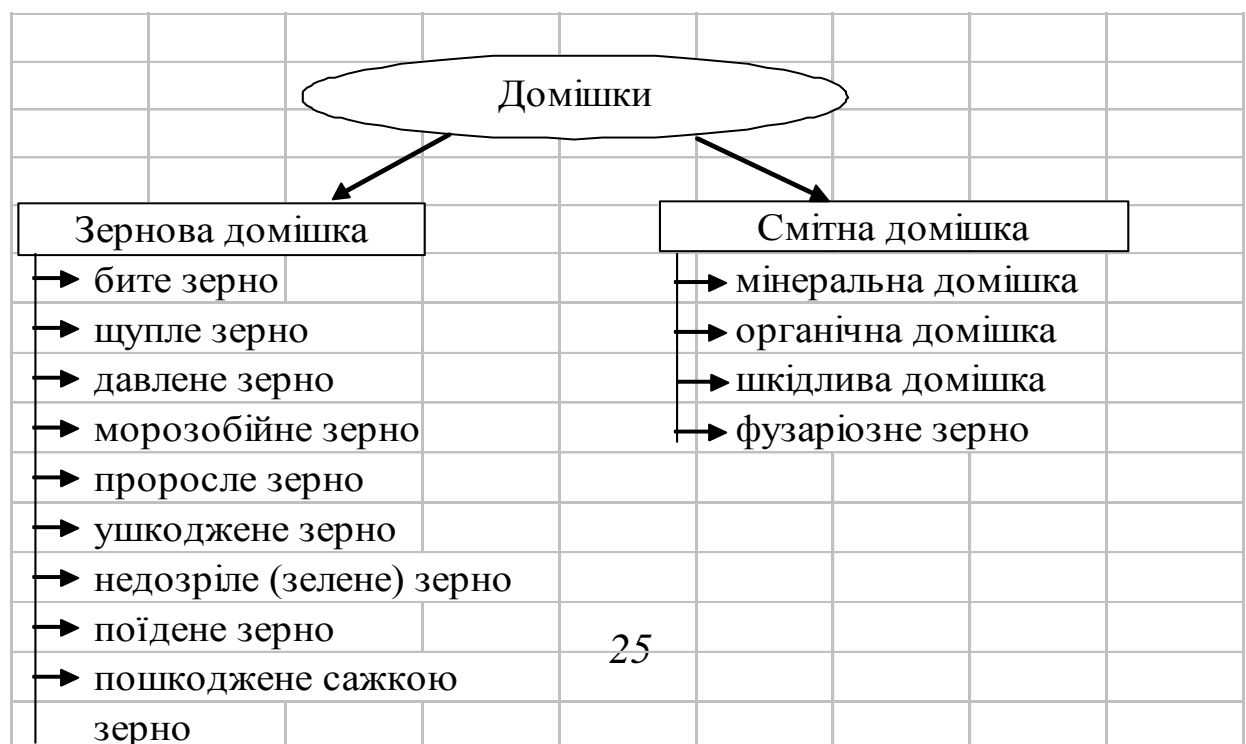 Домішки
Зернова домішка
бите зерно
щупле зерно
давлене зерно
морозобійне зерно
проросле зерно
ушкоджене зерно
недозріле (зелене) зерно
поїдене зерно
пошкоджене сажкою
зерно
Смітна домішка
мінеральна домішка
органічна домішка
шкідлива домішка
фузаріозне зерно
25